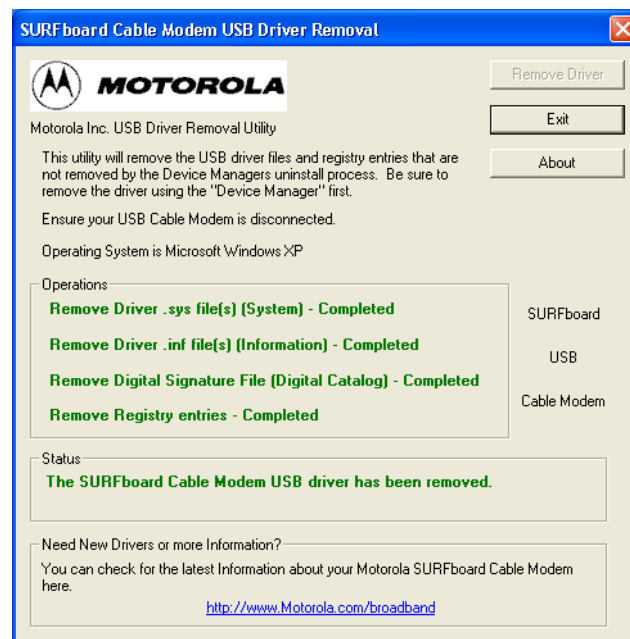 SURFboard Cable Modem USB Driver Removal
MOTOROLA
Remove Driver
Motorola Inc. USB Driver Removal Utility
Exit
This utility will remove the USB driver files and registry entries that are
not removed by the Device Managers uninstall process.  Be sure to
remove the driver using the "Device Manager" first.
About
Ensure your USB Cable Modem is disconnected.
Operating System is Microsoft Windows XP
Operations
Remove Driver .sys file(s) (System) - Completed
Remove Driver .inf file(s) (Information) - Completed
Remove Digital Signature File (Digital Catalog) - Completed
Remove Registry entries - Completed
SURFboard
USB
Cable Modem
Status
The SURFboard Cable Modem USB driver has been removed.
Need New Drivers or more Information?
You can check for the latest Information about your Motorola SURFboard Cable Modem
here.
http://www.Motorola.com/broadband